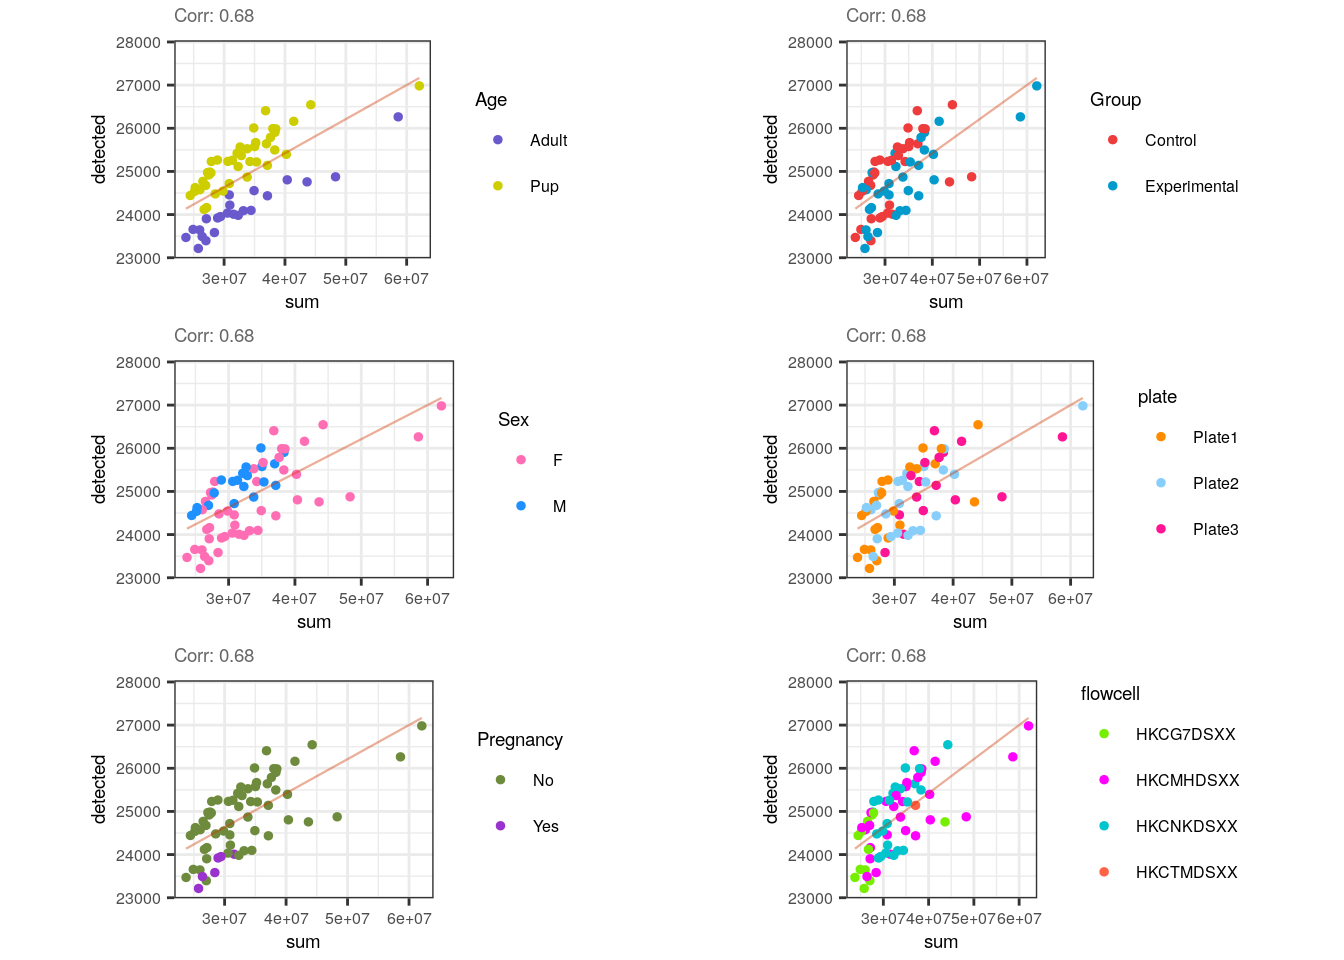 Corr: 0.68
28000
27000
26000
25000
24000
23000
detected
3e+07 4e+07 5e+07 6e+07
sum
Age
Adult
Pup
Corr: 0.68
28000
27000
26000
25000
24000
23000
detected
3e+07 4e+07 5e+07 6e+07
sum
Group
Control
Experimental
Corr: 0.68
28000
27000
26000
25000
24000
23000
detected
3e+07 4e+07 5e+07 6e+07
sum
Sex
F
M
Corr: 0.68
28000
27000
26000
25000
24000
23000
detected
3e+07 4e+07 5e+07 6e+07
sum
plate
Plate1
Plate2
Plate3
Corr: 0.68
28000
27000
26000
25000
24000
23000
detected
3e+07 4e+07 5e+07 6e+07
sum
Pregnancy
No
Yes
Corr: 0.68
28000
27000
26000
25000
24000
23000
detected
3e+07 4e+07 5e+07 6e+07
sum
flowcell
HKCG7DSXX
HKCMHDSXX
HKCNKDSXX
HKCTMDSXX